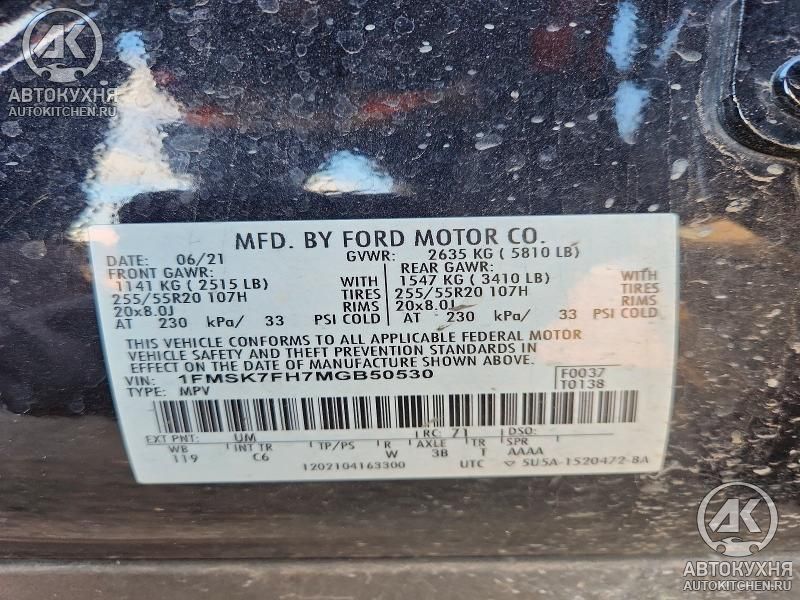 АК
АВТОКУХНЯ
AUTOKITCHEN.RU
MFD. BY FORD MOTOR CO.
DATE: 06/21 GVWR: 2635 KG ( 5810 LB)
FRONT GAWR: REAR GAWR:
1141 KG ( 2515 LB) WITH 1547 KG ( 3410 LB) WITH
255/55R20 107H TIRES 255/55R20 107H TIRES
20x8.0J RIMS 20x8.0J RIMS
AT 230 kPa/ 33 PSI COLD AT 230 kPa/ 33 PSI COLD
THIS VEHICLE CONFORMS TO ALL APPLICABLE FEDERAL MOTOR
VEHICLE SAFETY AND THEFT PREVENTION STANDARDS IN
EFFECT ON THE DATE OF MANUFACTURE SHOWN ABOVE.
VIN: 1FMSK7FH7MGB50530 F0037
TYPE: MPV T0138
EXT PNT: UM RC: 71 DSO:
WB INT TR TP/PS R AXLE TR SPR
119 C6 W 3B T AAAA
1202104163300 UTC 5U5A-1520472-BA
АК
АВТОКУХНЯ
AUTOKITCHEN.RU